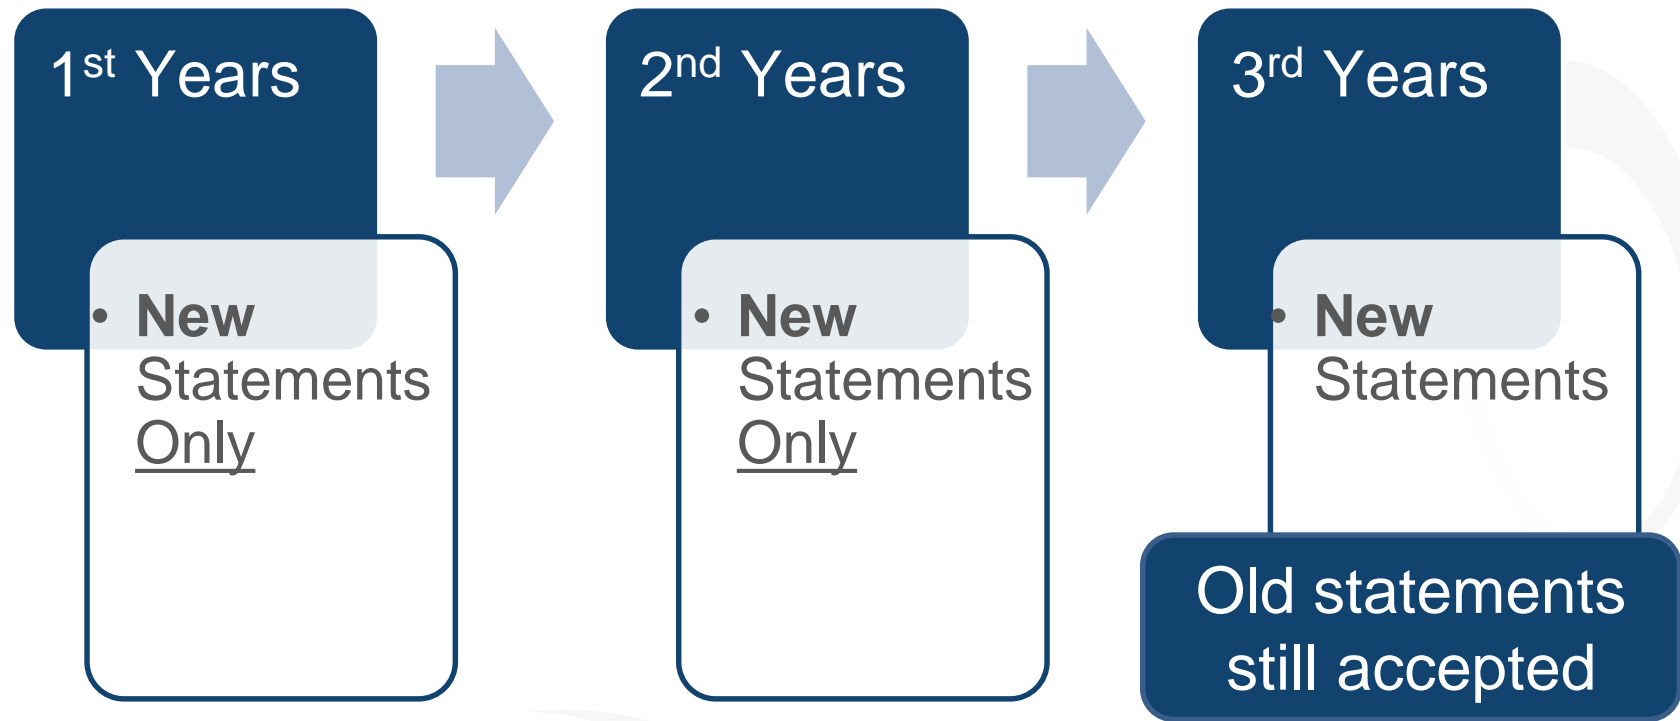 1st Years
• New
Statements
Only
2nd Years
• New
Statements
Only
3rd Years
• New
Statements
Old statements
still accepted